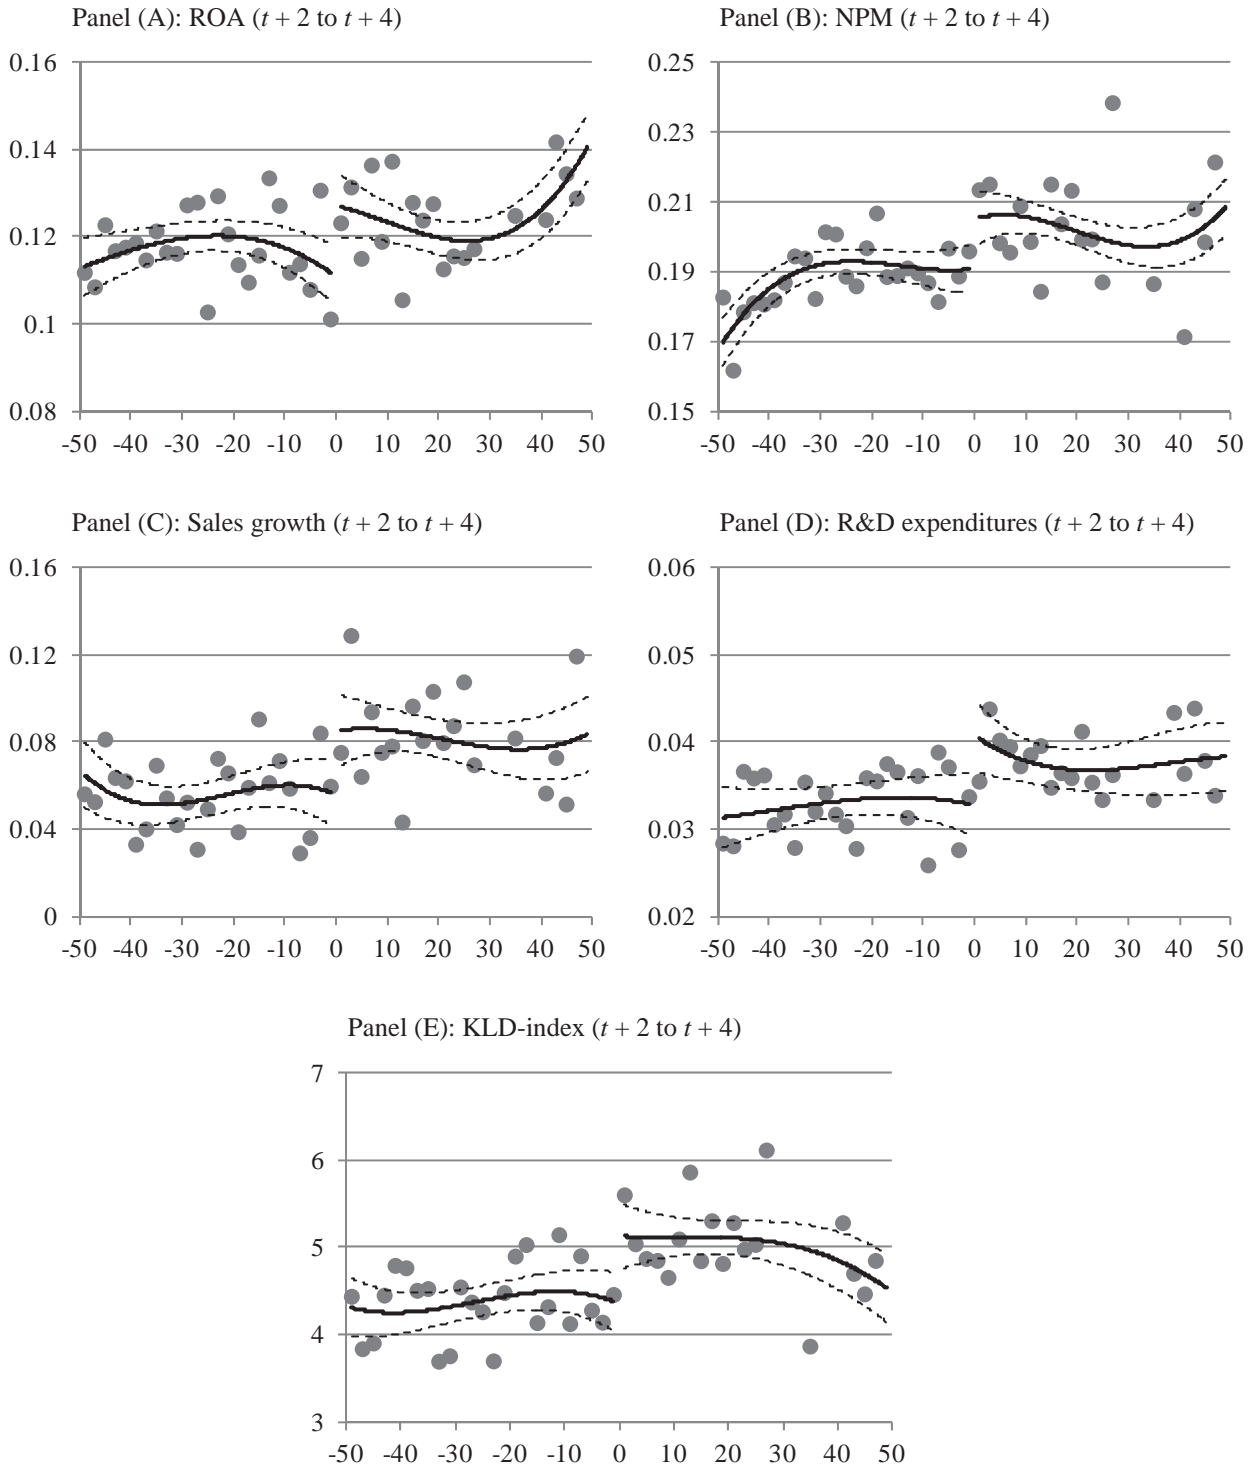 Panel (A): ROA (t + 2 to t + 4)
0.16
0.14
0.12
0.1
0.08
-50 -40 -30 -20 -10 0 10 20 30 40 50
Panel (B): NPM (t + 2 to t + 4)
0.25
0.23
0.21
0.19
0.17
0.15
-50 -40 -30 -20 -10 0 10 20 30 40 50
Panel (C): Sales growth (t + 2 to t + 4)
0.16
0.12
0.08
0.04
0
-50 -40 -30 -20 -10 0 10 20 30 40 50
Panel (D): R&D expenditures (t + 2 to t + 4)
0.06
0.05
0.04
0.03
0.02
-50 -40 -30 -20 -10 0 10 20 30 40 50
Panel (E): KLD-index (t + 2 to t + 4)
7
6
5
4
3
-50 -40 -30 -20 -10 0 10 20 30 40 50